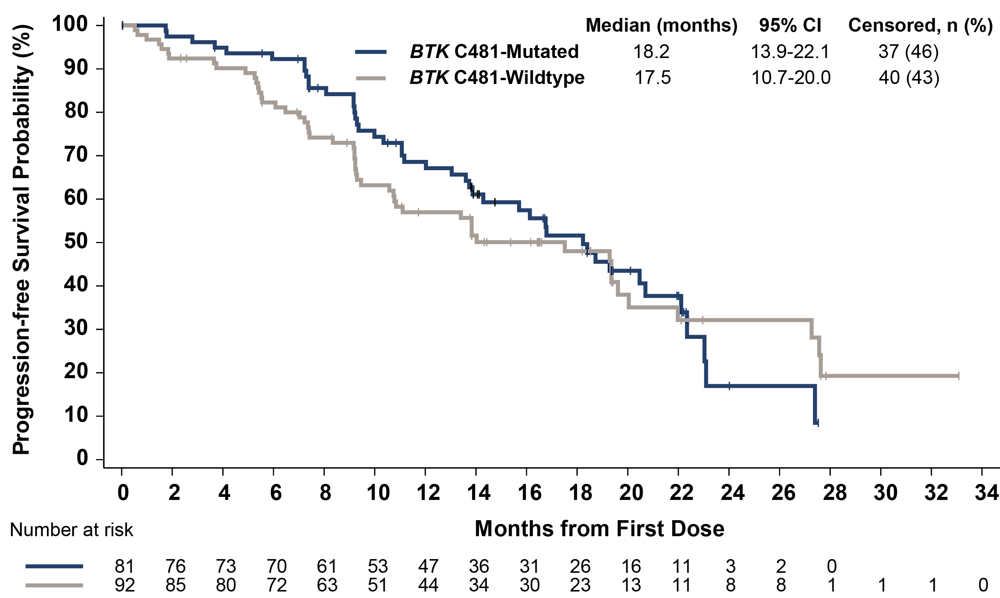 Progression-free Survival Probability (%)
100
90
80
70
60
50
40
30
20
10
0
Median (months) 95% CI Censored, n (%)
BTK C481-Mutated 18.2 13.9-22.1 37 (46)
BTK C481-Wildtype 17.5 10.7-20.0 40 (43)
0 2 4 6 8 10 12 14 16 18 20 22 24 26 28 30 32 34
Months from First Dose
Number at risk
81 76 73 70 61 53 47 36 31 26 16 11 3 2 0
92 85 80 72 63 51 44 34 30 23 13 11 8 8 1 1 1 0